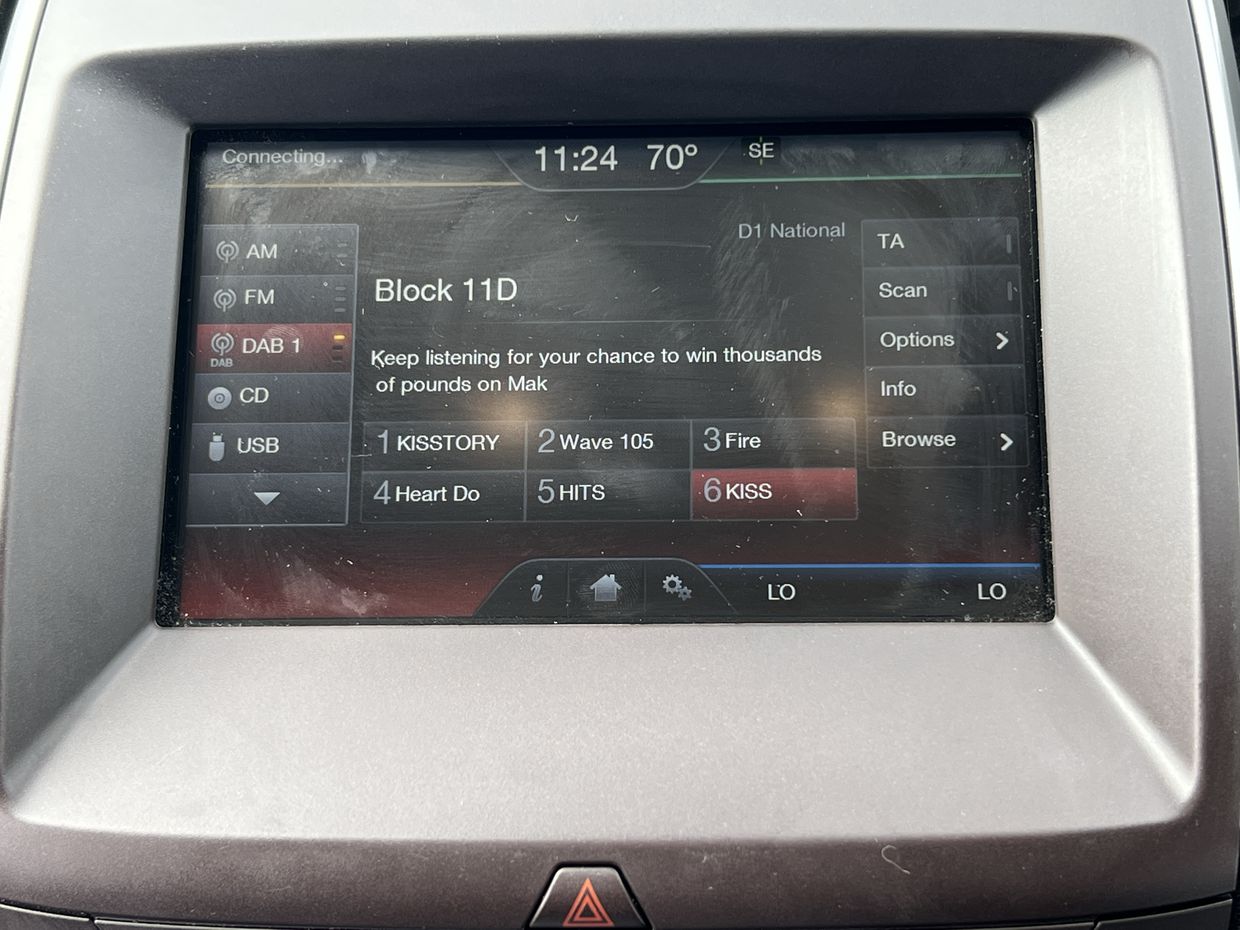 Connecting...
11:24 70°
SE
D1 National
AM
FM
DAB 1
DAB
CD
USB
Block 11D
Keep listening for your chance to win thousands
of pounds on Mak
1 KISSTORY
2 Wave 105
3 Fire
4 Heart Do
5 HITS
6 KISS
TA
Scan
Options
Info
Browse
i
LO
LO